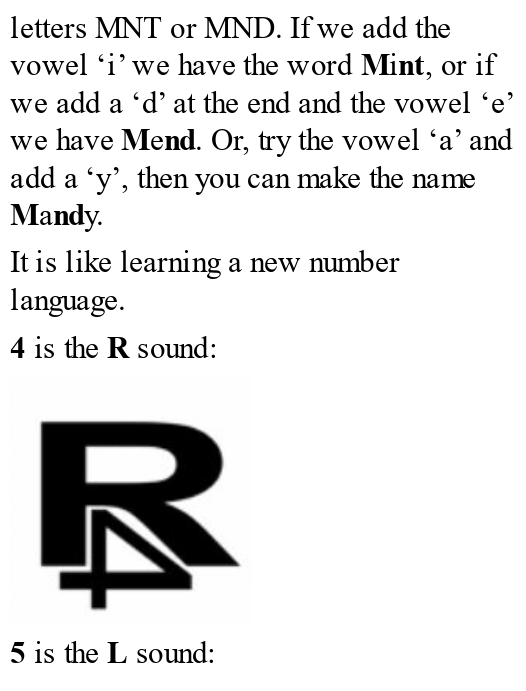 letters MNT or MND. If we add the
vowel ‘i’ we have the word Mint, or if
we add a ‘d’ at the end and the vowel ‘e’
we have Mend. Or, try the vowel ‘a’ and
add a ‘y’, then you can make the name
Mandy.
It is like learning a new number
language.
4 is the R sound:
R
4
5 is the L sound: